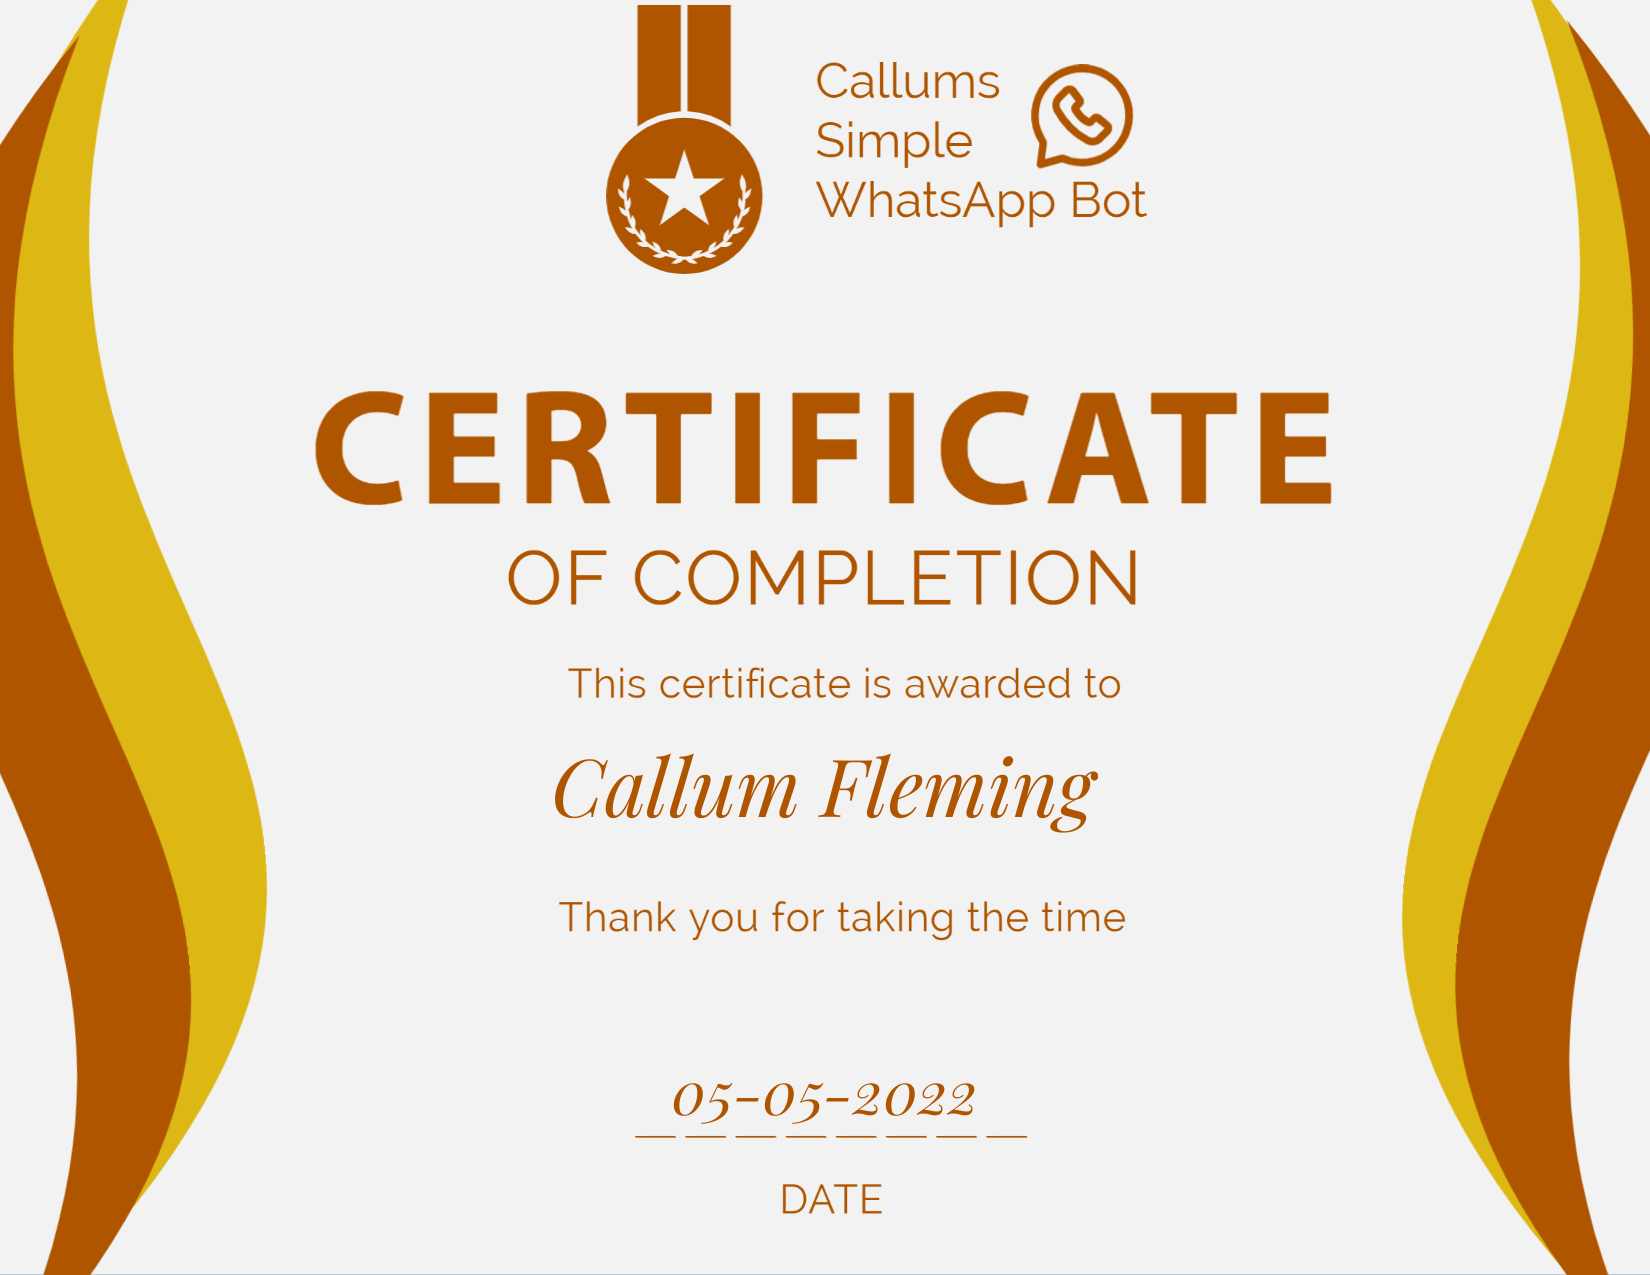 Callums
Simple
WhatsApp Bot
CERTIFICATE
OF COMPLETION
This certificate is awarded to
Callum Fleming
Thank you for taking the time
05-05-2022
DATE